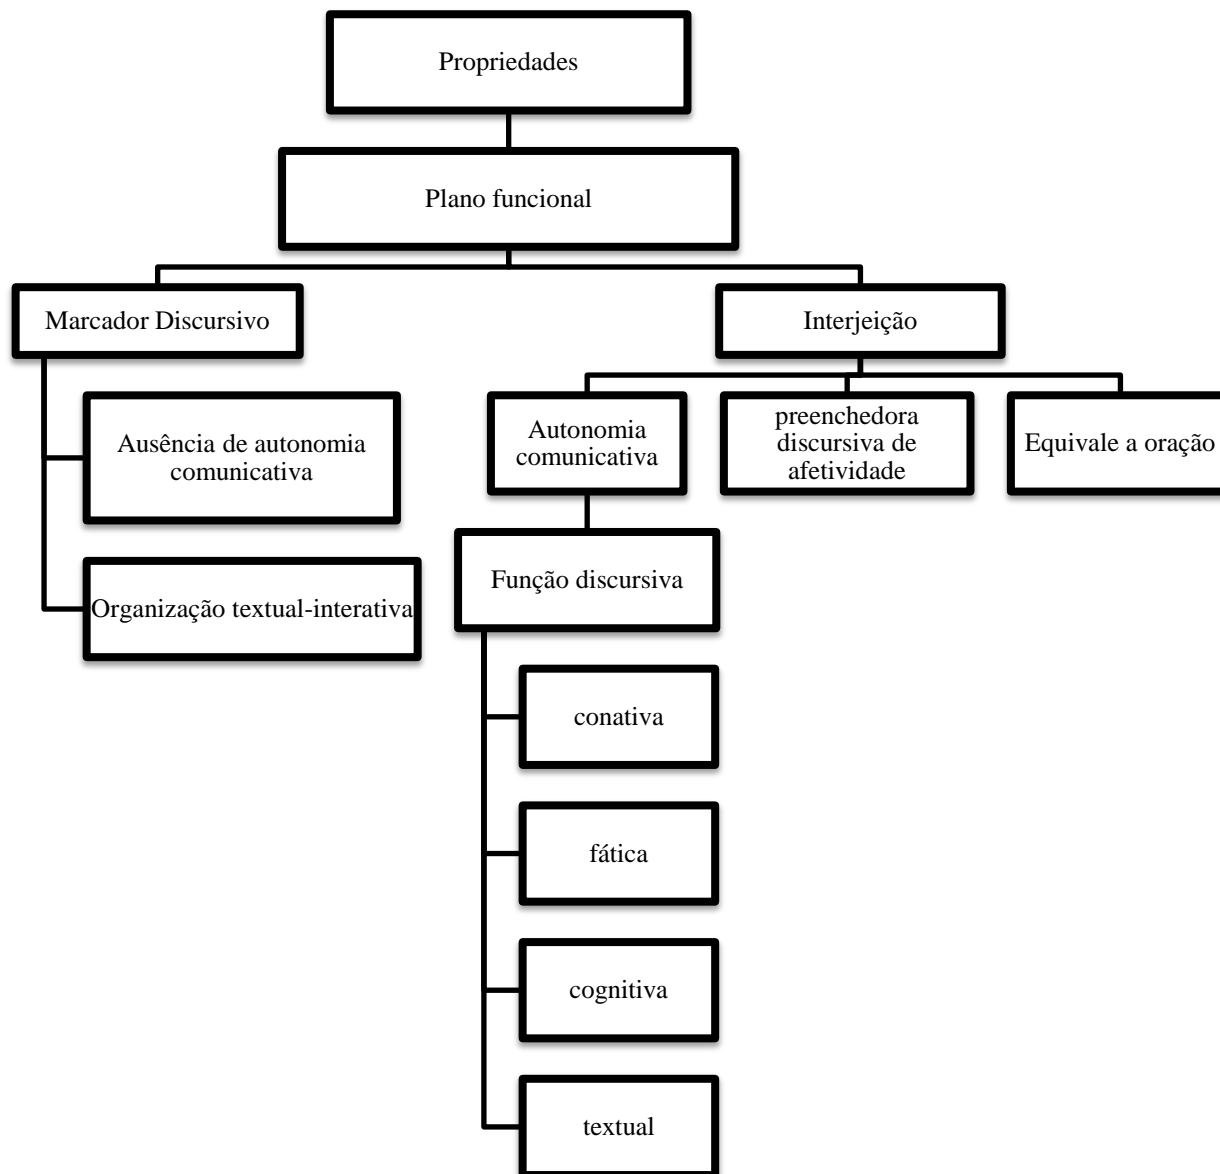 Propriedades
Plano funcional
Marcador Discursivo
Interjeição
Ausência de autonomia
comunicativa
Organização textual-interativa
Autonomia
comunicativa
preenchedora
discursiva de
afetividade
Equivale a oração
Função discursiva
conativa
fática
cognitiva
textual